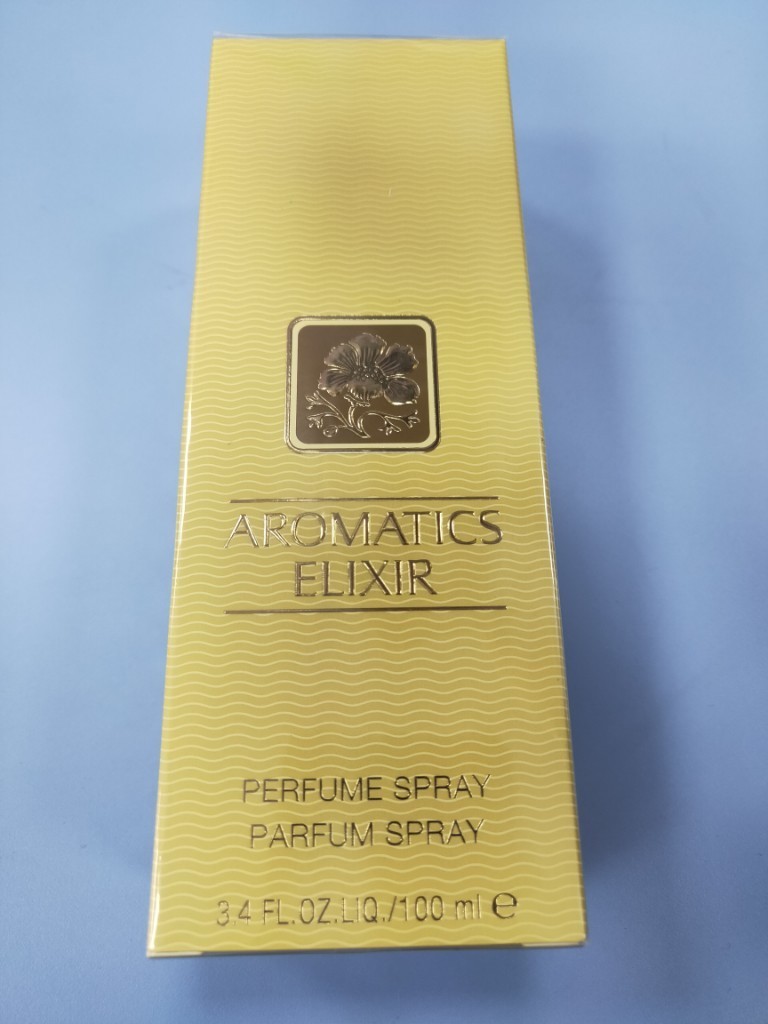 AROMATICS
ELIXIR
PERFUME SPRAY
PARFUM SPRAY
3.4 FL.OZ.LIQ./100 ml ℮